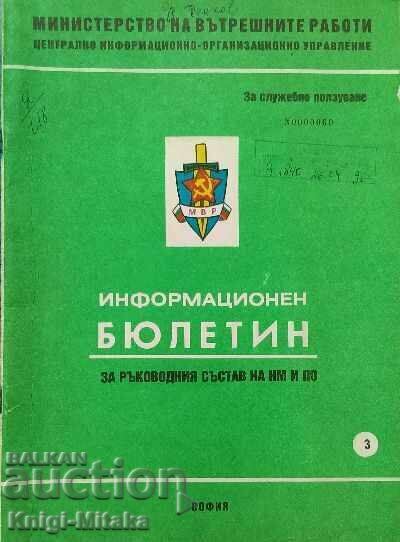 МИНИСТЕРСТВО НА ВЪТРЕШНИТЕ РАБОТИ
ЦЕНТРАЛНО ИНФОРМАЦИОННО-ОРГАНИЗАЦИОННО УПРАВЛЕНИЕ
За служебно ползуване
№0000060
МВР
ИНФОРМАЦИОНЕН
БЮЛЕТИН
ЗА РЪКОВОДНИЯ СЪСТАВ НА НМ И ПО
3
СОФИЯ
BALKAN
auction
Knigi-Mitaka